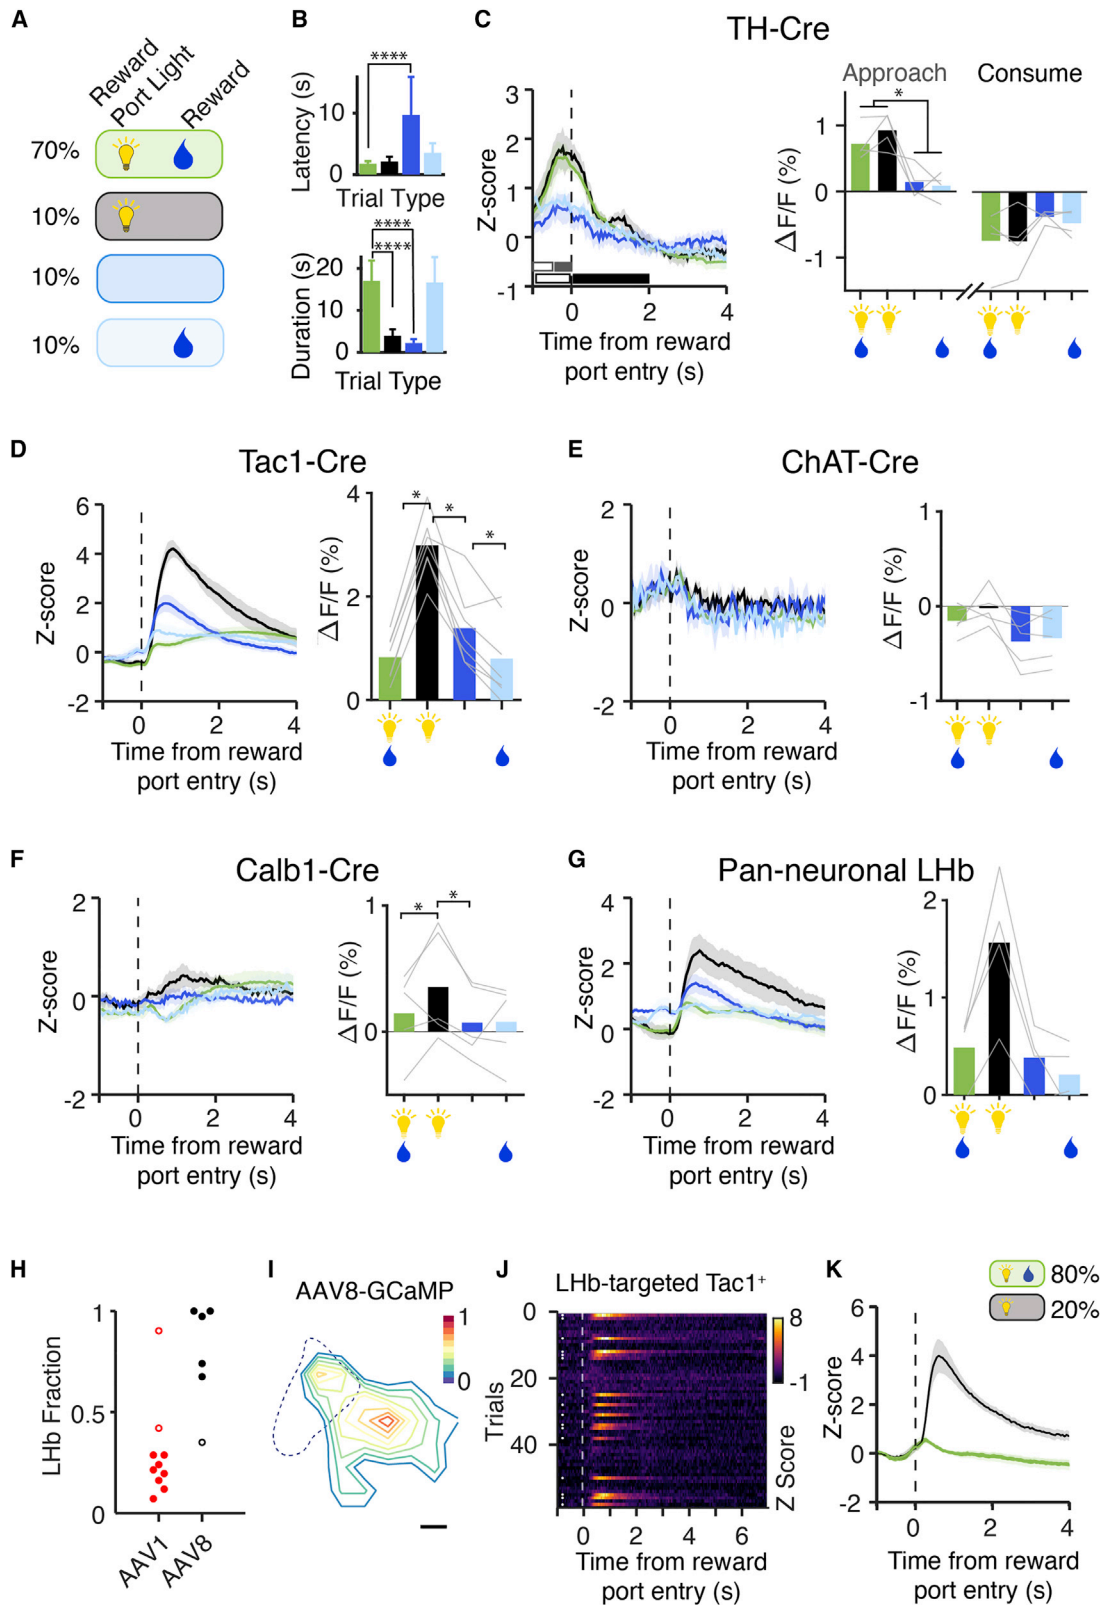 A
Reward
Port Light
Reward
70%
10%
10%
10%
B
Latency (s)
10
0
****
Trial Type
Duration (s)
20
10
0
****
****
Trial Type
C
TH-Cre
Z-score
3
2
1
0
-1
0
2
4
Time from reward
port entry (s)
Approach
Consume
*
ΔF/F (%)
1
0
-1
D
Tac1-Cre
Z-score
6
4
2
0
-2
0
2
4
Time from reward
port entry (s)
ΔF/F (%)
4
2
0
*
*
*
E
ChAT-Cre
Z-score
2
0
-2
0
2
4
Time from reward
port entry (s)
ΔF/F (%)
1
0
-1
F
Calb1-Cre
Z-score
2
0
-2
0
2
4
Time from reward
port entry (s)
ΔF/F (%)
1
0
-1
*
*
G
Pan-neuronal LHb
Z-score
4
2
0
-2
0
2
4
Time from reward
port entry (s)
ΔF/F (%)
2
1
0
H
LHb Fraction
1
0.5
0
AAV1
AAV8
I
AAV8-GCaMP
1
0
J
LHb-targeted Tac1+
Trials
0
20
40
0
2
4
6
Time from reward
port entry (s)
8
-1
Z Score
K
80%
20%
Z-score
6
4
2
0
-2
0
2
4
Time from reward
port entry (s)